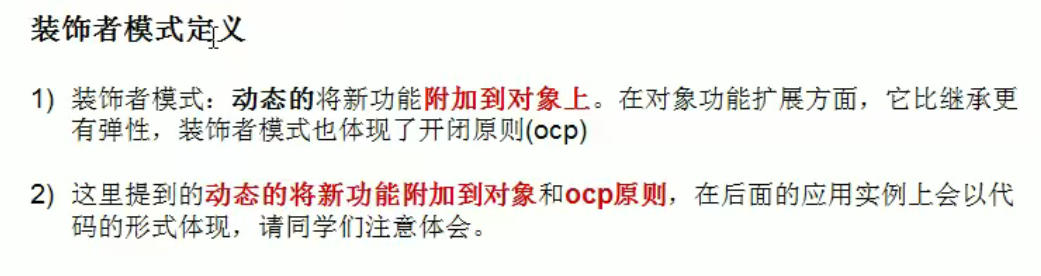 装饰者模式定义
1) 装饰者模式：动态的将新功能附加到对象上。在对象功能扩展方面，它比继承更
有弹性，装饰者模式也体现了开闭原则(ocp)
2) 这里提到的动态的将新功能附加到对象和ocp原则，在后面的应用实例上会以代
码的形式体现，请同学们注意体会。